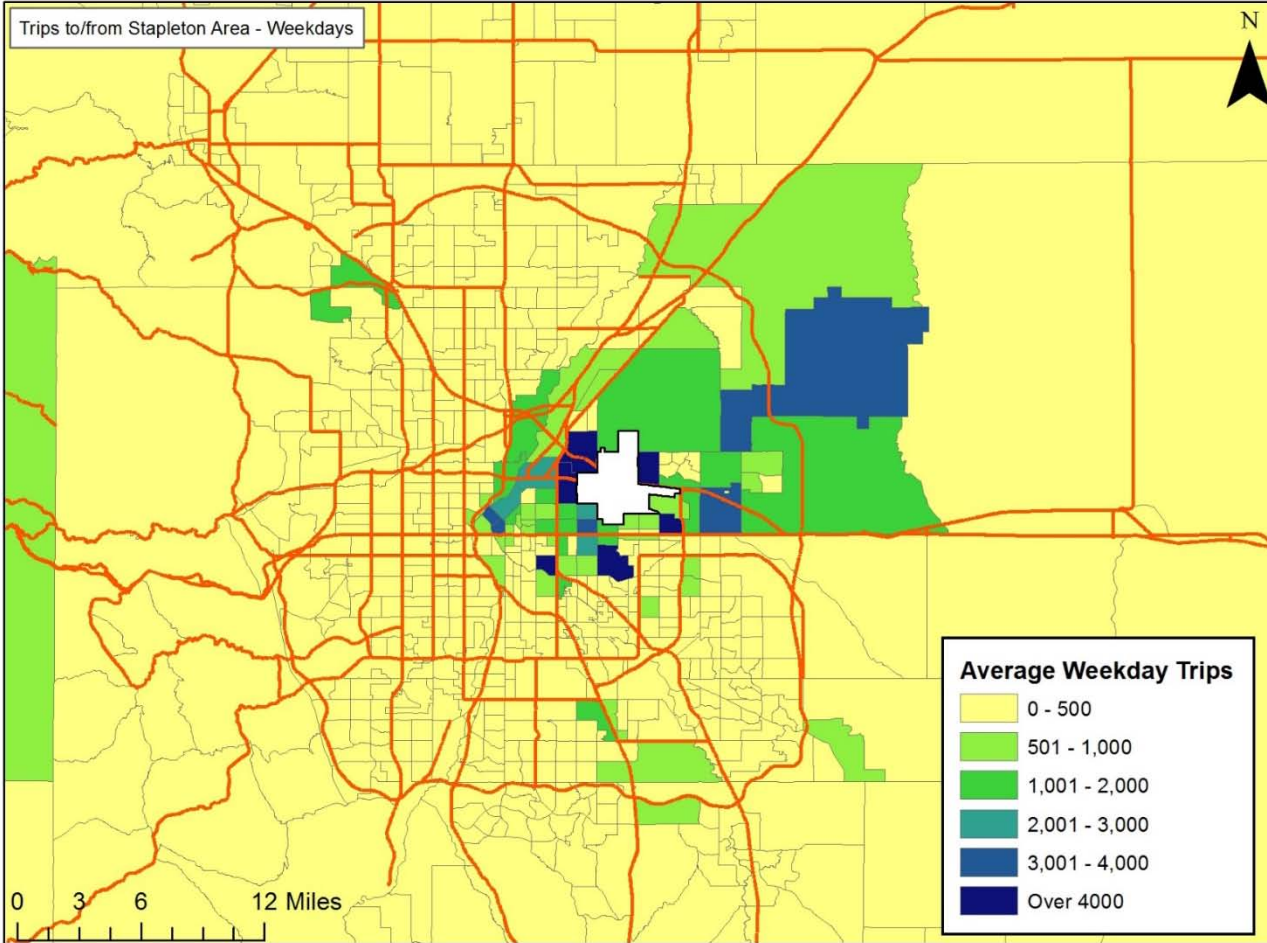 Trips to/from Stapleton Area - Weekdays
N
Average Weekday Trips
0 - 500
501 - 1,000
1,001 - 2,000
2,001 - 3,000
3,001 - 4,000
Over 4000
0 3 6 12 Miles